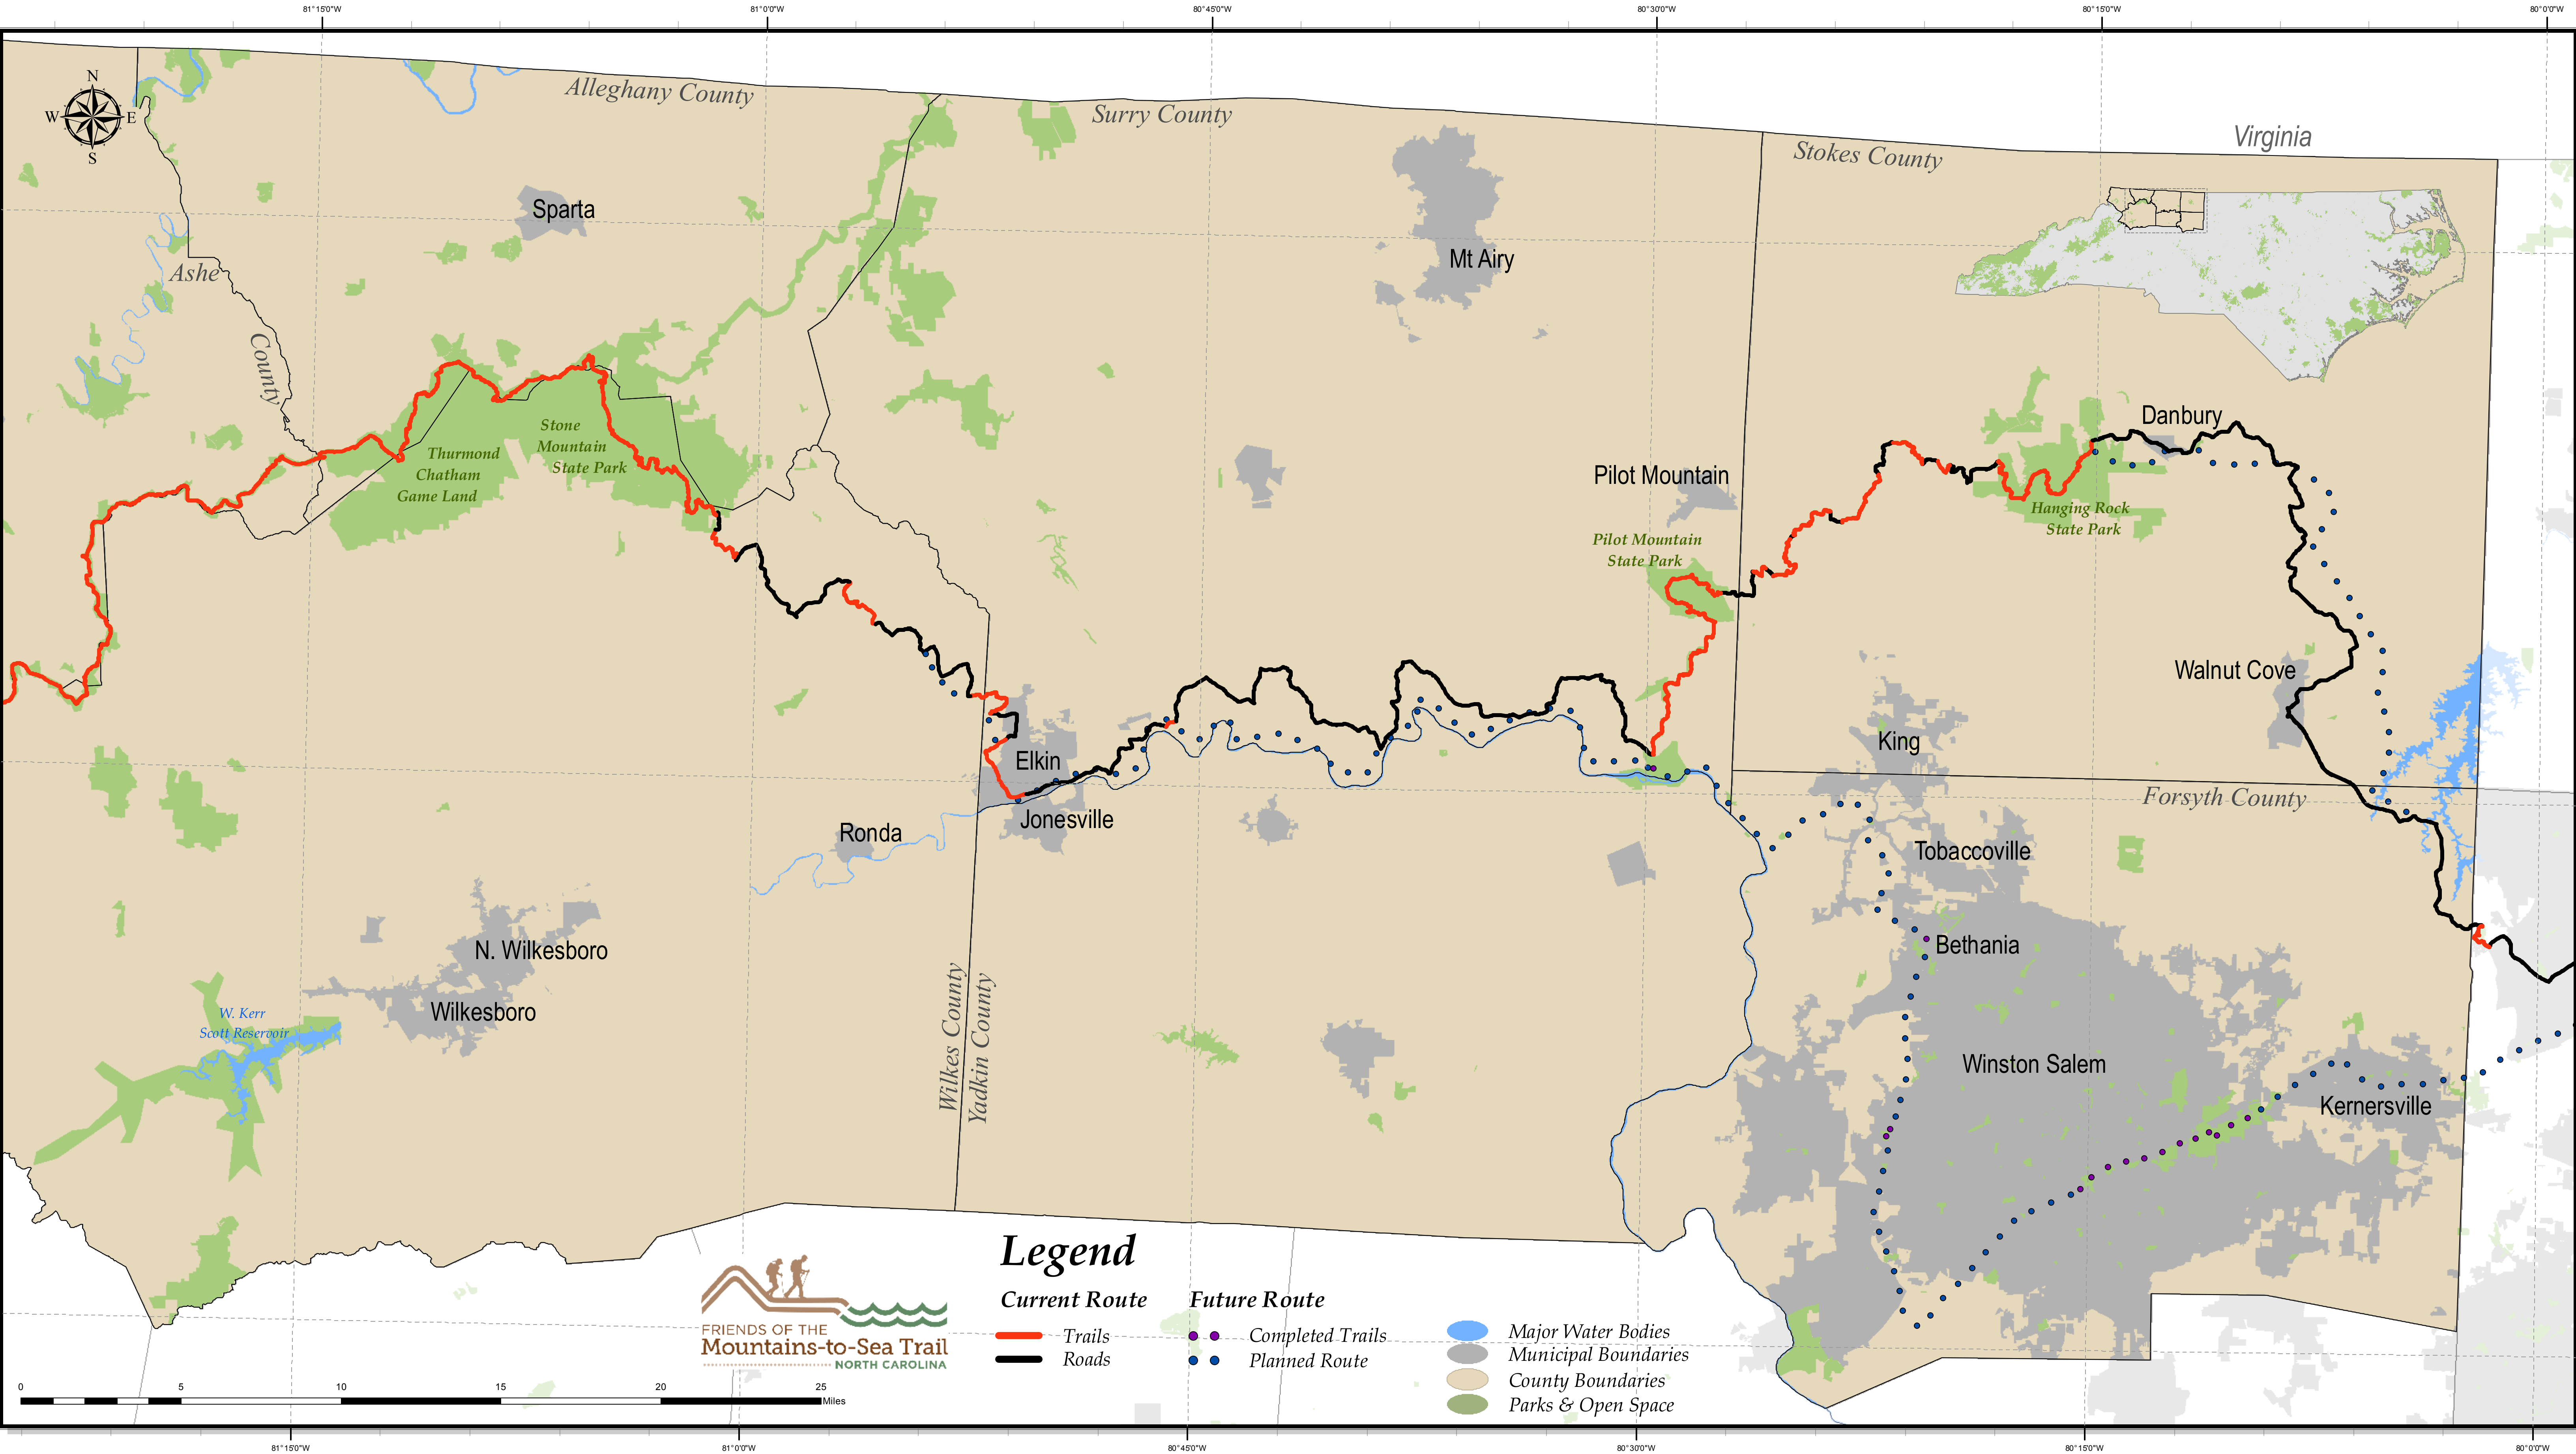 81°15'0"W
81°0'0"W
80°45'0"W
80°30'0"W
80°15'0"W
80°0'0"W
N
W
E
S
Alleghany County
Surry County
Stokes County
Virginia
Sparta
Mt Airy
Ashe
County
Danbury
Stone
Mountain
State Park
Thurmond
Chatham
Game Land
Pilot Mountain
Hanging Rock
State Park
Pilot Mountain
State Park
Walnut Cove
King
Elkin
Forsyth County
Jonesville
Ronda
Tobaccoville
N. Wilkesboro
Bethania
Wilkesboro
W. Kerr
Scott Reservoir
Wilkes County
Yadkin County
Winston Salem
Kernersville
Legend
Current Route
Future Route
Trails
Roads
Completed Trails
Planned Route
Major Water Bodies
Municipal Boundaries
County Boundaries
Parks & Open Space
FRIENDS OF THE
Mountains-to-Sea Trail
NORTH CAROLINA
0
5
10
15
20
25
Miles
81°15'0"W
81°0'0"W
80°45'0"W
80°30'0"W
80°15'0"W
80°0'0"W